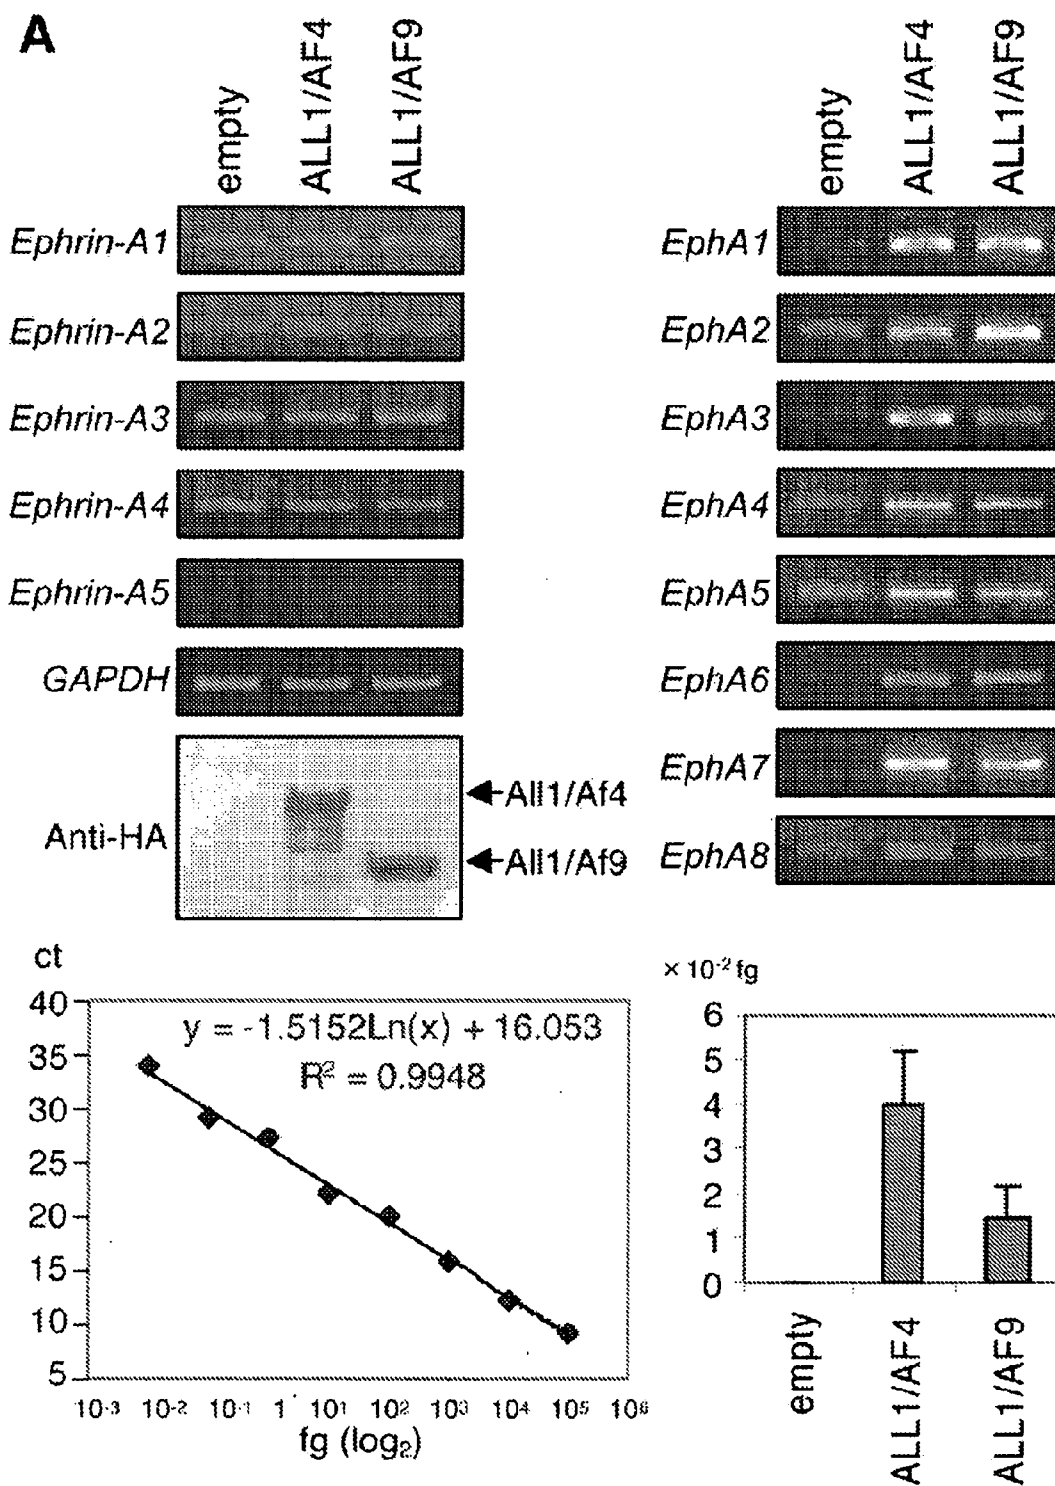 A
empty
ALL1/AF4
ALL1/AF9
Ephrin-A1
Ephrin-A2
Ephrin-A3
Ephrin-A4
Ephrin-A5
GAPDH
Anti-HA
All1/Af4
All1/Af9
empty
ALL1/AF4
ALL1/AF9
EphA1
EphA2
EphA3
EphA4
EphA5
EphA6
EphA7
EphA8
ct
40
35
30
25
20
15
10
5
y = -1.5152Ln(x) + 16.053
R² = 0.9948
10⁻³ 10⁻² 10⁻¹ 1 10¹ 10² 10³ 10⁴ 10⁵ 10⁶
fg (log₂)
× 10⁻² fg
6
5
4
3
2
1
0
empty
ALL1/AF4
ALL1/AF9